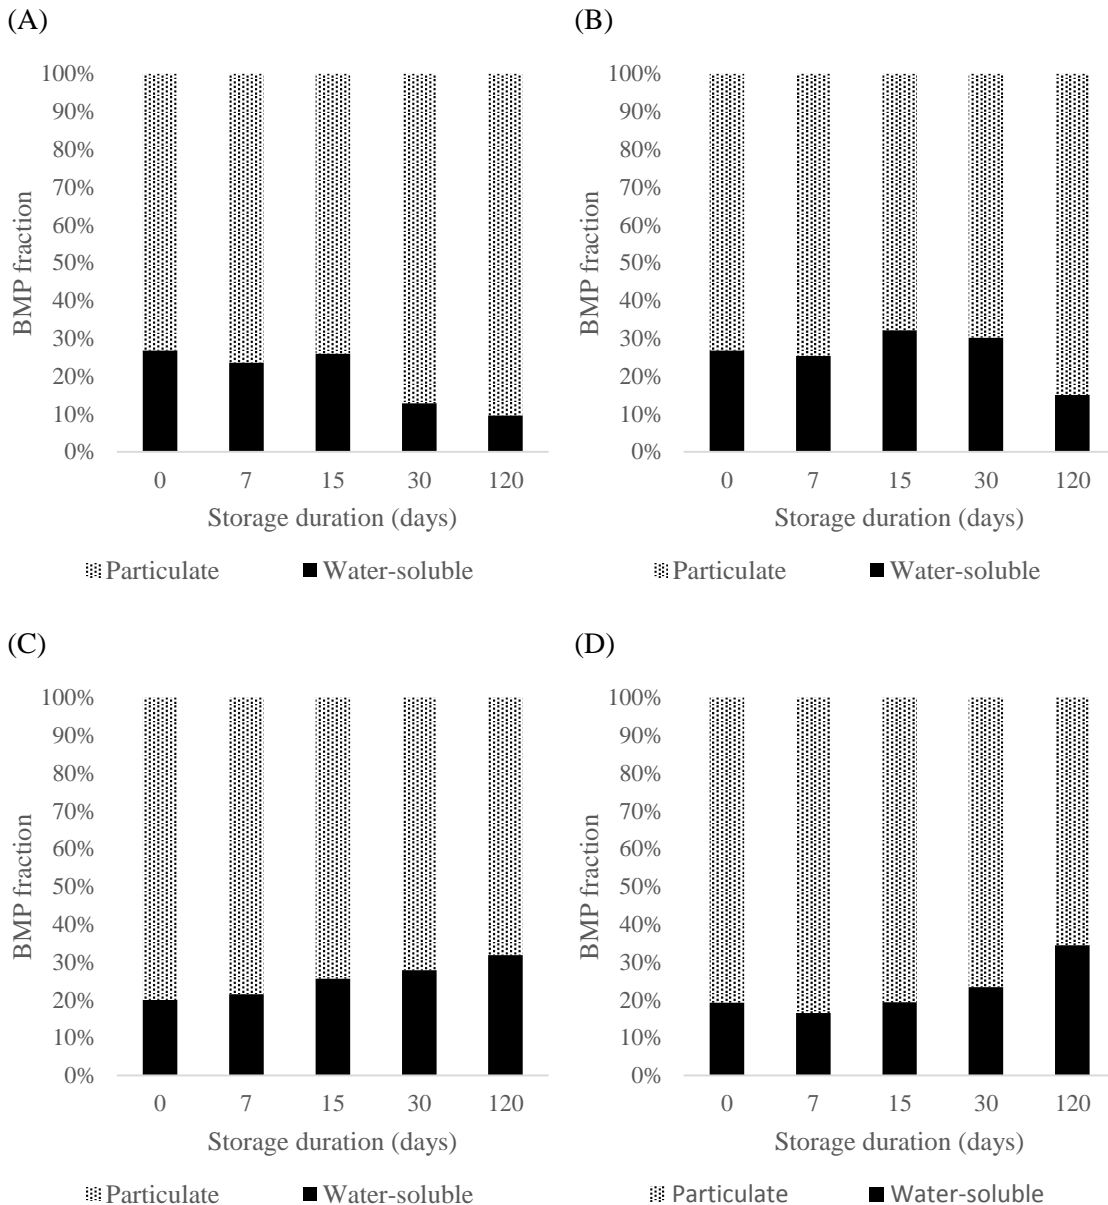 (A)
100%
90%
80%
70%
60%
50%
40%
30%
20%
10%
0%
BMP fraction
0 7 15 30 120
Storage duration (days)
Particulate Water-soluble
(B)
100%
90%
80%
70%
60%
50%
40%
30%
20%
10%
0%
BMP fraction
0 7 15 30 120
Storage duration (days)
Particulate Water-soluble
(C)
100%
90%
80%
70%
60%
50%
40%
30%
20%
10%
0%
BMP fraction
0 7 15 30 120
Storage duration (days)
Particulate Water-soluble
(D)
100%
90%
80%
70%
60%
50%
40%
30%
20%
10%
0%
BMP fraction
0 7 15 30 120
Storage duration (days)
Particulate Water-soluble